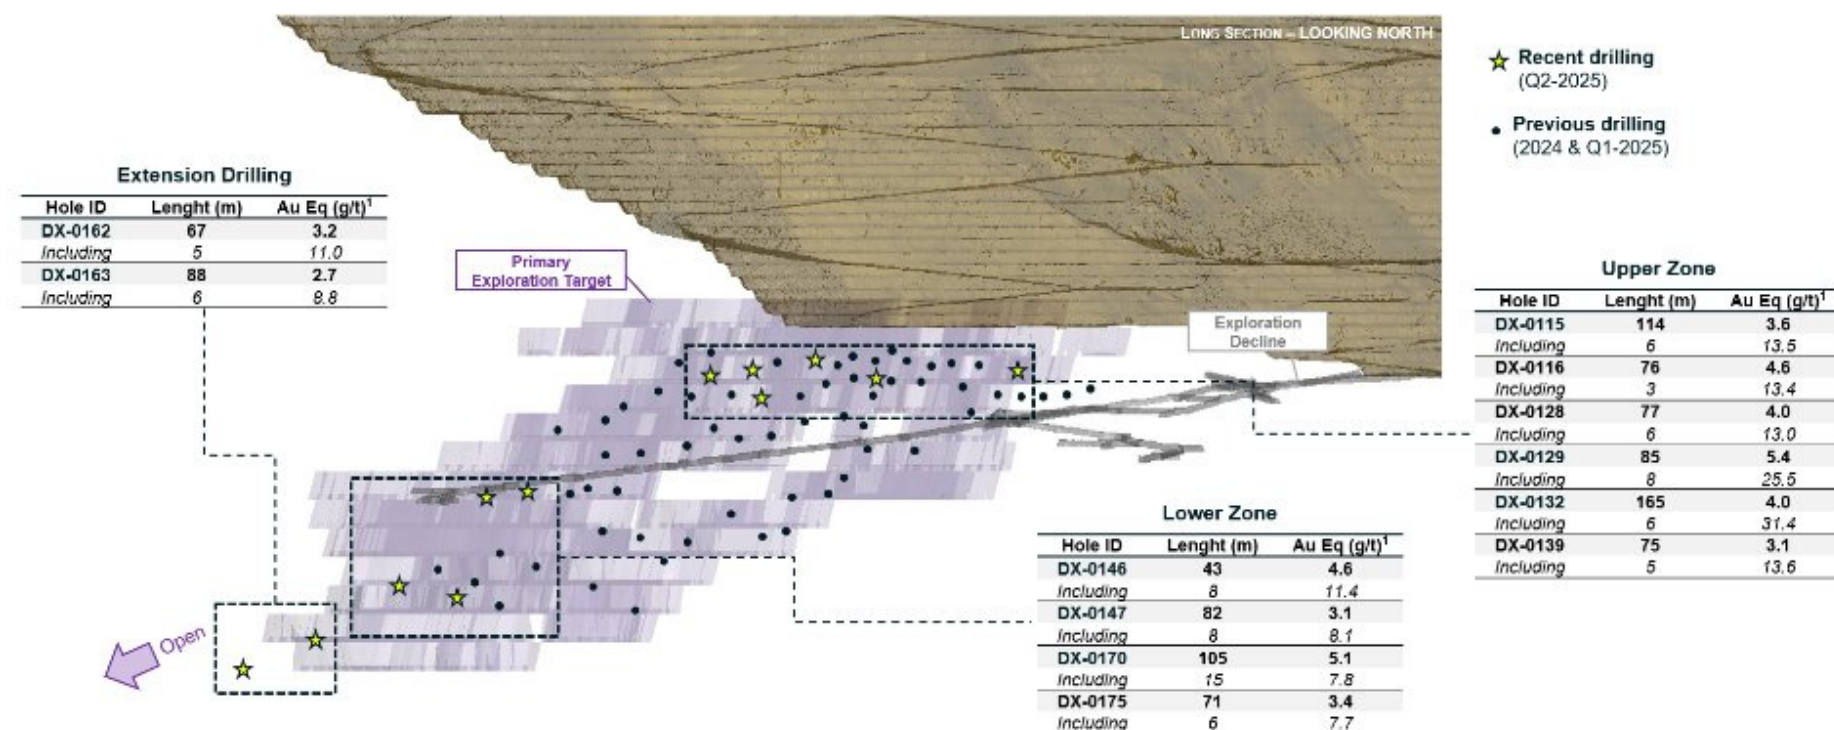 LONG SECTION – LOOKING NORTH
Recent drilling
(Q2-2025)
Previous drilling
(2024 & Q1-2025)
Extension Drilling
Hole ID Lenght (m) Au Eq (g/t)¹
DX-0162 67 3.2
Including 5 11.0
DX-0163 88 2.7
Including 6 8.8
Primary
Exploration Target
Exploration
Decline
Upper Zone
Hole ID Lenght (m) Au Eq (g/t)¹
DX-0115 114 3.6
Including 6 13.5
DX-0116 76 4.6
Including 3 13.4
DX-0128 77 4.0
Including 6 13.0
DX-0129 85 5.4
Including 8 25.5
DX-0132 165 4.0
Including 6 31.4
DX-0139 75 3.1
Including 5 13.6
Lower Zone
Hole ID Lenght (m) Au Eq (g/t)¹
DX-0146 43 4.6
Including 8 11.4
DX-0147 82 3.1
Including 8 8.1
DX-0170 105 5.1
Including 15 7.8
DX-0175 71 3.4
Including 6 7.7
Open